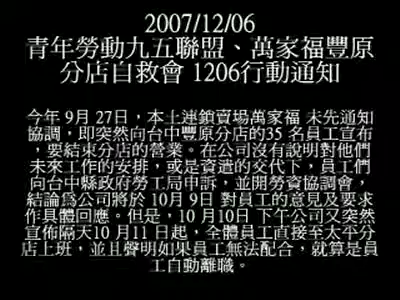 2007/12/06
青年勞動九五聯盟、萬家福豐原
分店自救會 1206行動通知
今年 9月 27日，本土連鎖賣場萬家福 未先通知
協調，即突然向台中豐原分店的35 名員工宣布
，要結束分店的營業。在公司沒有說明對他們
未來工作的安排，或是資遣的交代下，員工們
向台中縣政府勞工局申訴，並開勞資協調會，
結論為公司將於 10月 9日 對員工的意見及要求
作具體回應。但是，10 月10日 下午公司又突然
宣佈隔天10月 11日 起，全體員工直接至太平分
店上班，並且聲明如果員工無法配合，就算是員
工自動離職。